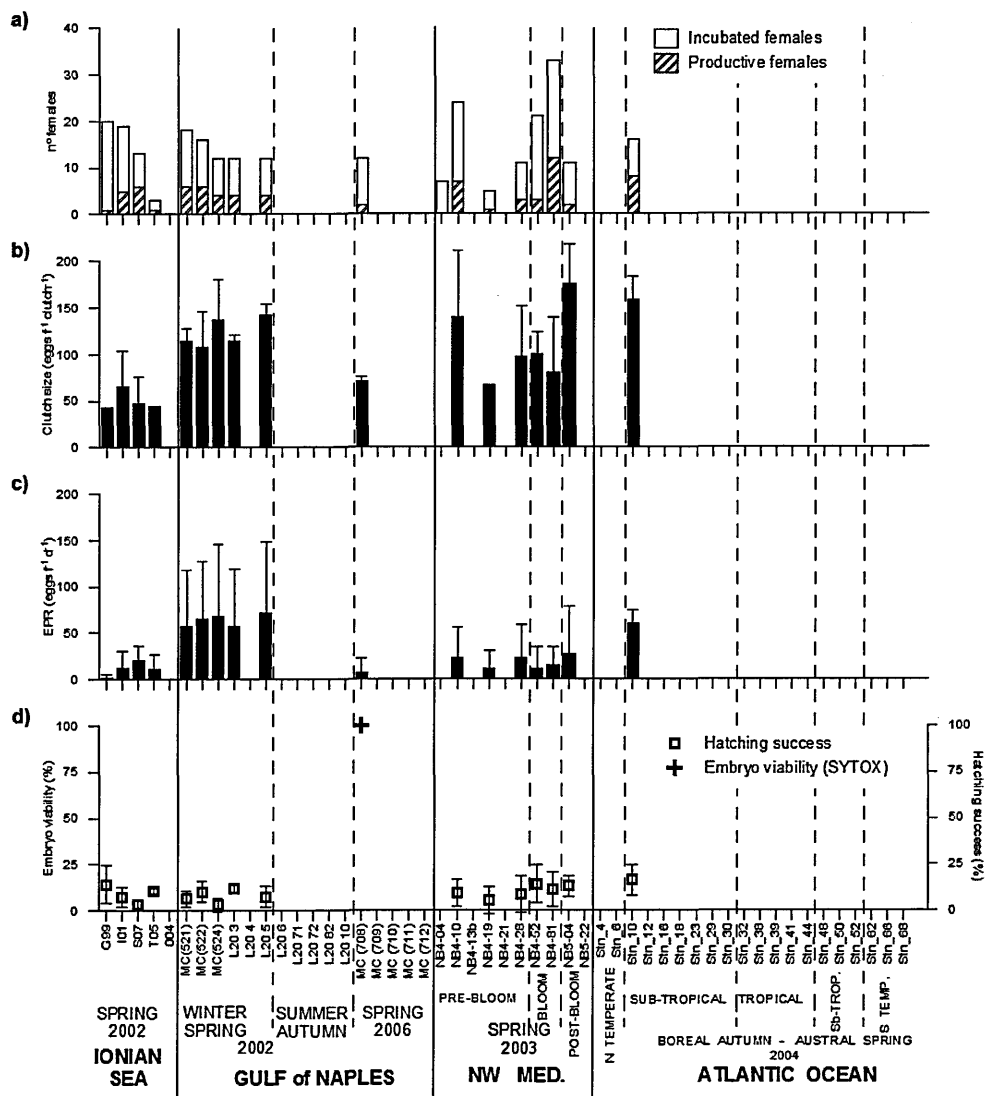 a)
40
30
20
10
0
nº females
Incubated females
Productive females
b)
200
150
100
50
0
Clutch size (eggs f⁻¹ clutch⁻¹)
c)
200
150
100
50
0
EPR (eggs f⁻¹ d⁻¹)
d)
100
75
50
25
0
Embryo viability (%)
Hatching success
Embryo viability (SYTOX)
100
75
50
25
0
Hatching success (%)
G99
I01
S07
T05
O04
MC(521)
MC(522)
MC(524)
L20 3
L20 4
L20 5
L20 6
L20 71
L20 72
L20 82
L20 10
MC (708)
MC (709)
MC (710)
MC (711)
MC (712)
NB4-04
NB4-10
NB4-13b
NB4-19
NB4-21
NB4-28
NB4-52
NB4-81
NB5-04
NB5-22
Stn_4
Stn_6
Stn_10
Stn_12
Stn_16
Stn_18
Stn_23
Stn_29
Stn_30
Stn_32
Stn_38
Stn_39
Stn_41
Stn_44
Stn_48
Stn_50
Stn_52
Stn_62
Stn_66
Stn_68
SPRING
2002
WINTER
SPRING
SUMMER
AUTUMN
2002
SPRING
2006
PRE-BLOOM
BLOOM
POST-BLOOM
SPRING
2003
N TEMPERATE
SUB-TROPICAL
TROPICAL
Sb-TROP.
S TEMP.
BOREAL AUTUMN - AUSTRAL SPRING
2004
IONIAN
SEA
GULF of NAPLES
NW MED.
ATLANTIC OCEAN